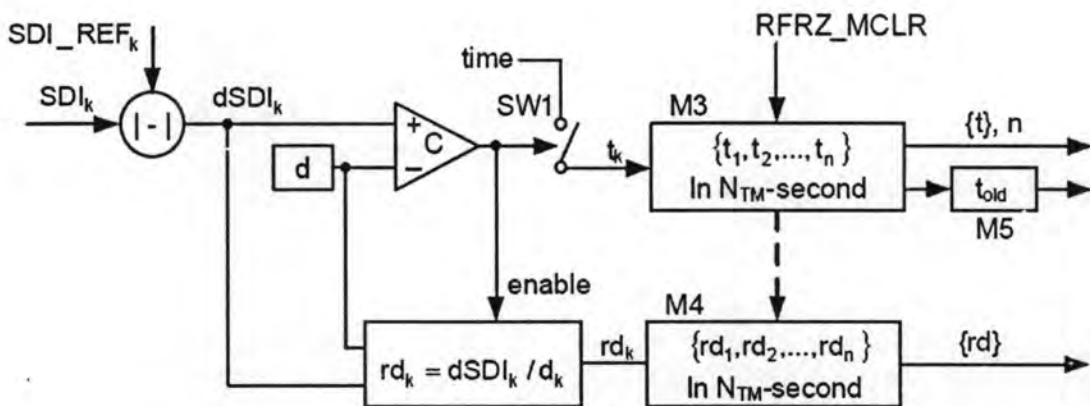 SDI_REFk
SDIk
|-|
dSDIk
d
+
C
−
time
SW1
tk
RFRZ_MCLR
M3
{t1,t2,...,tn}
In NTM-second
{t}, n
told
M5
enable
rdk = dSDIk / dk
rdk
M4
{rd1,rd2,...,rdn}
In NTM-second
{rd}